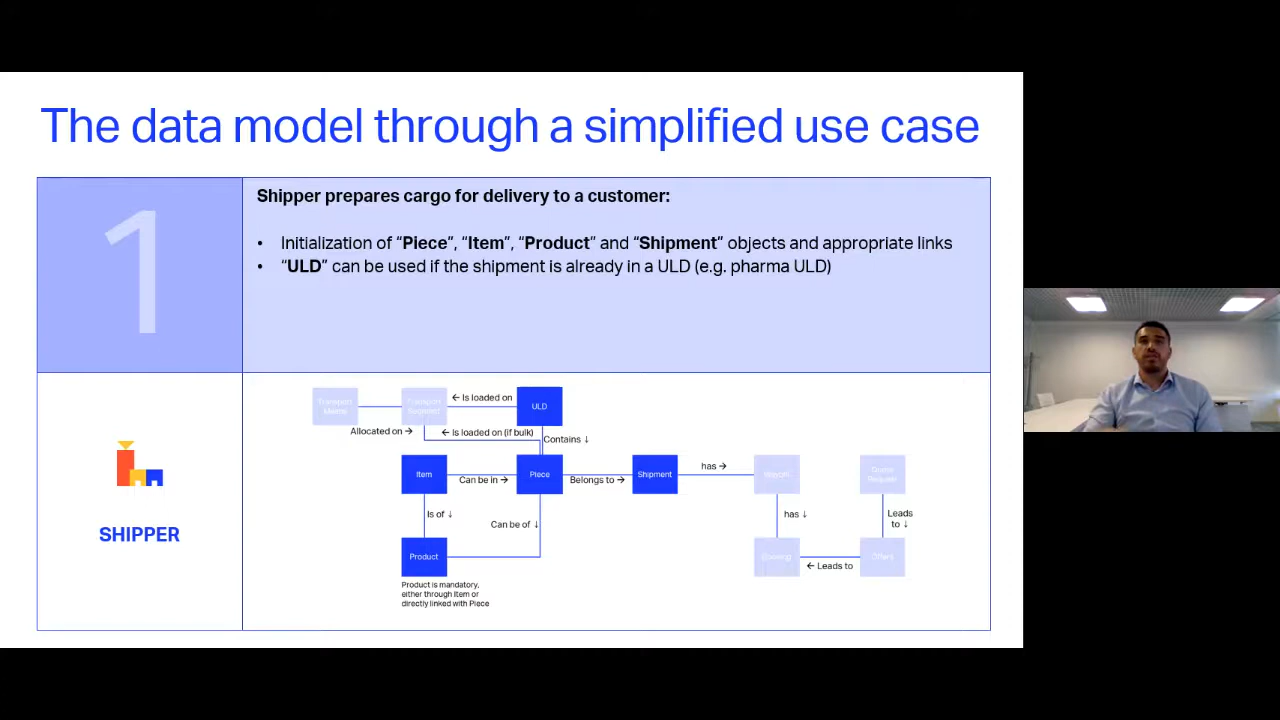 The data model through a simplified use case
1
Shipper prepares cargo for delivery to a customer:
• Initialization of “Piece”, “Item”, “Product” and “Shipment” objects and appropriate links
• “ULD” can be used if the shipment is already in a ULD (e.g. pharma ULD)
SHIPPER
Transport
Means
Transport
Segment
← Is loaded on
ULD
Allocated on →
← Is loaded on (if bulk)
Contains ↓
Item
Can be in →
Piece
Belongs to →
Shipment
has →
Request
Is of ↓
Can be of ↓
has ↓
Leads
to ↓
Product
Booking
← Leads to
Offers
Product is mandatory,
either through Item or
directly linked with Piece